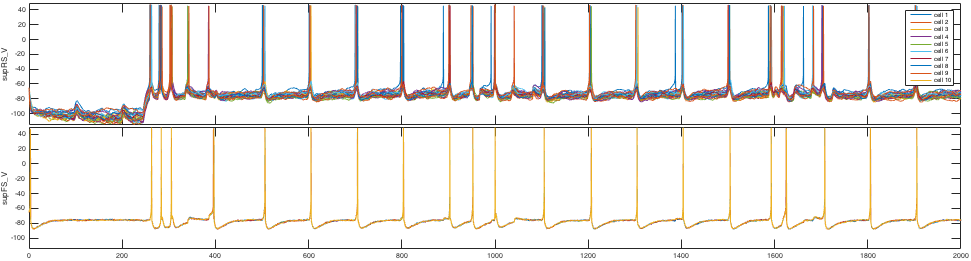 40
20
0
-20
-40
-60
-80
-100
supRS_V
cell 1
cell 2
cell 3
cell 4
cell 5
cell 6
cell 7
cell 8
cell 9
cell 10
40
20
0
-20
-40
-60
-80
-100
supFS_V
0 200 400 600 800 1000 1200 1400 1600 1800 2000